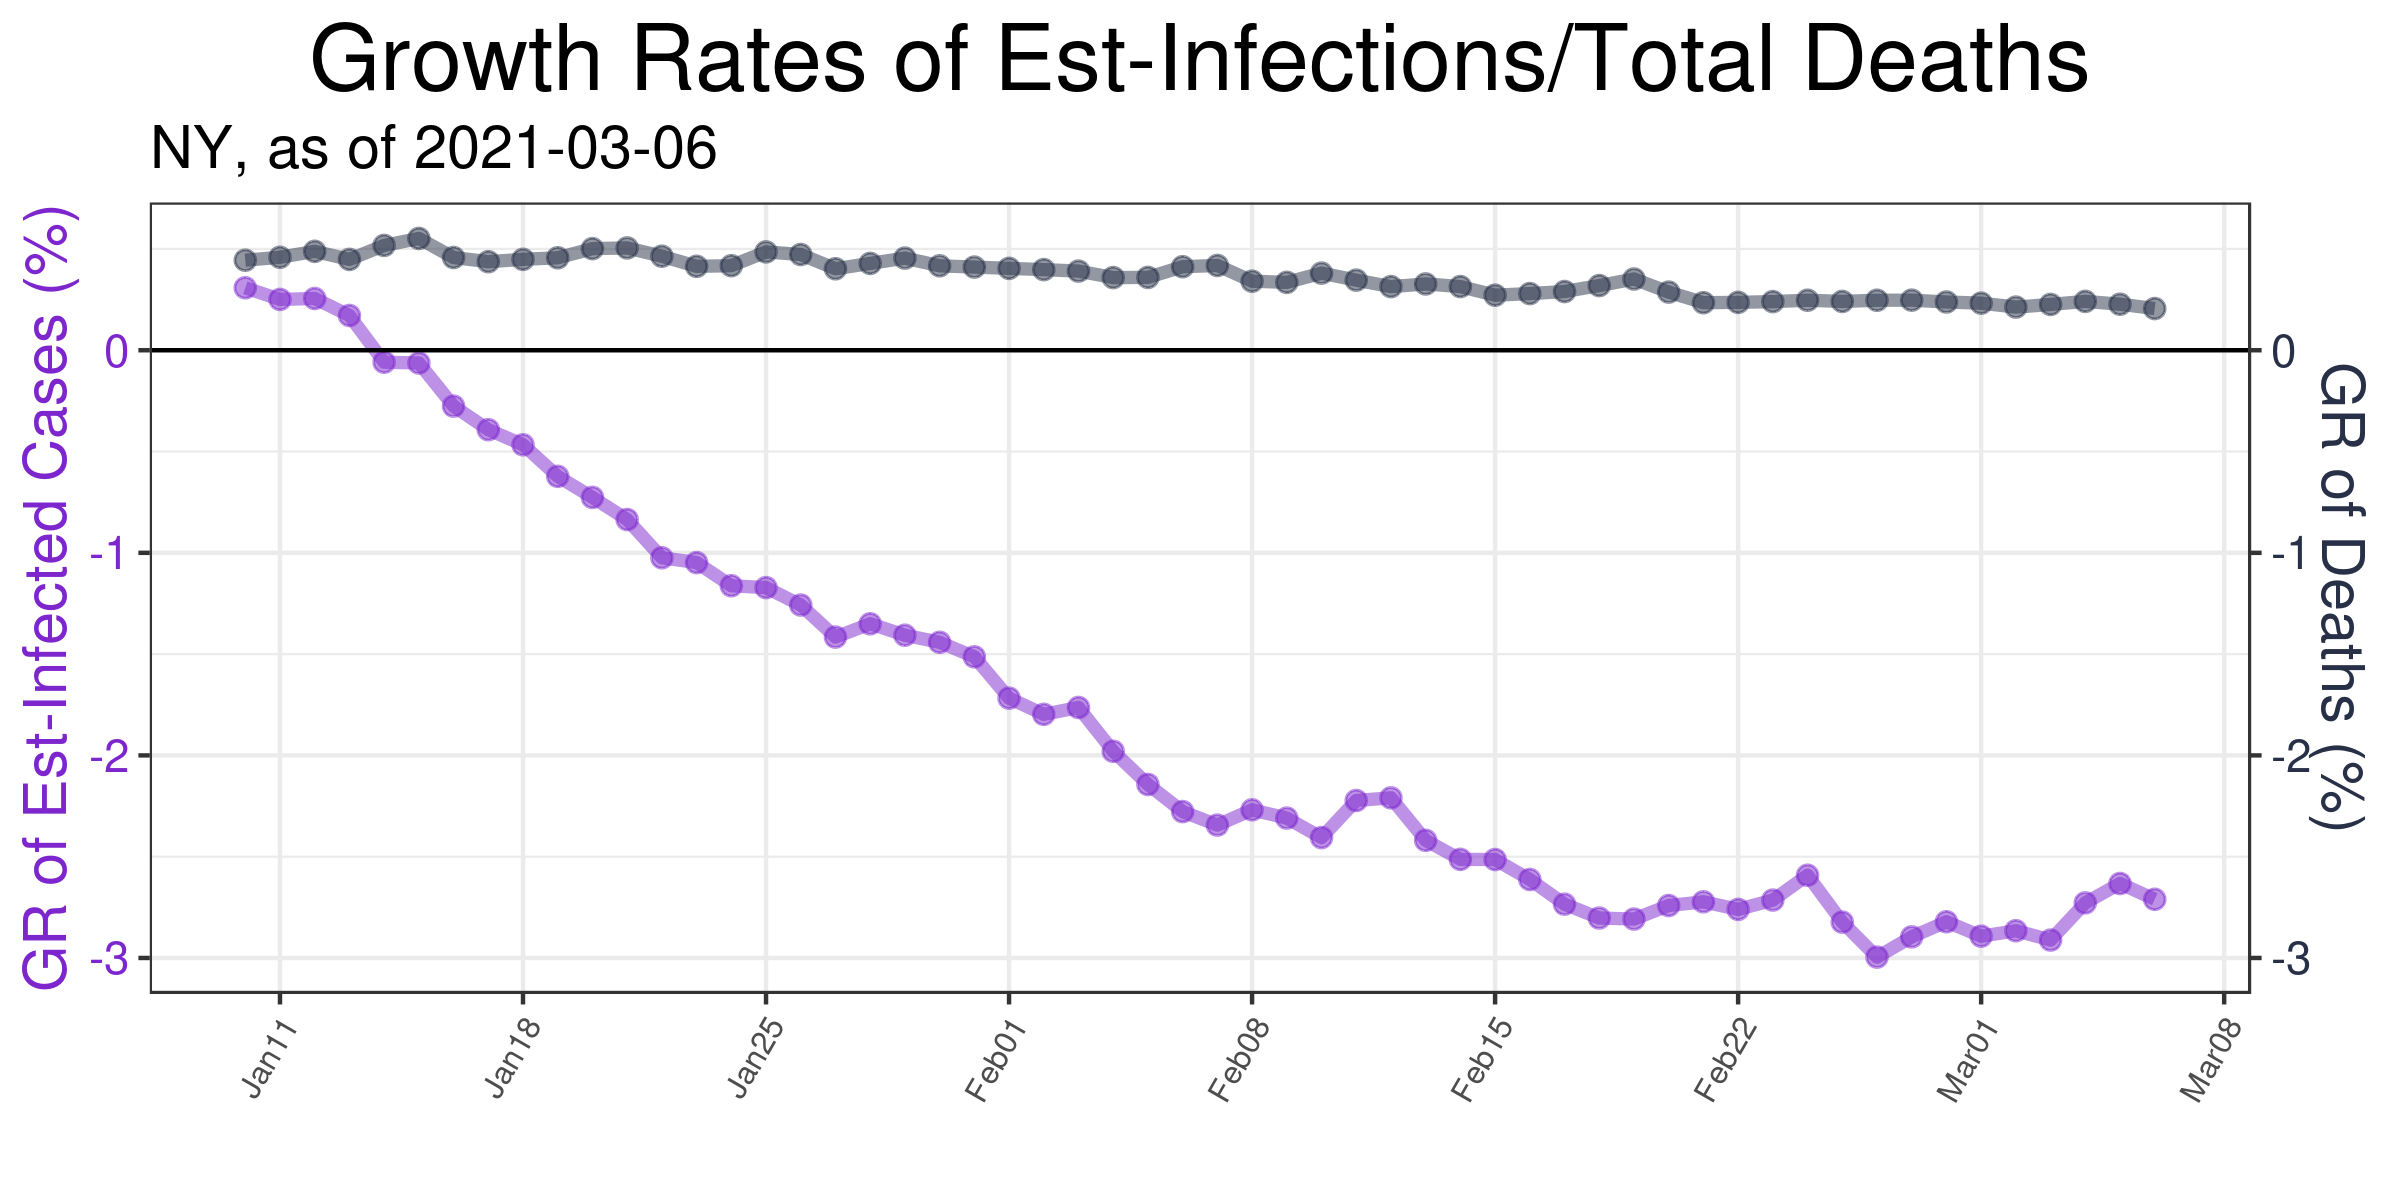 Growth Rates of Est-Infections/Total Deaths
NY, as of 2021-03-06
GR of Est-Infected Cases (%)
0
-1
-2
-3
0
-1
-2
-3
GR of Deaths (%)
Jan11
Jan18
Jan25
Feb01
Feb08
Feb15
Feb22
Mar01
Mar08